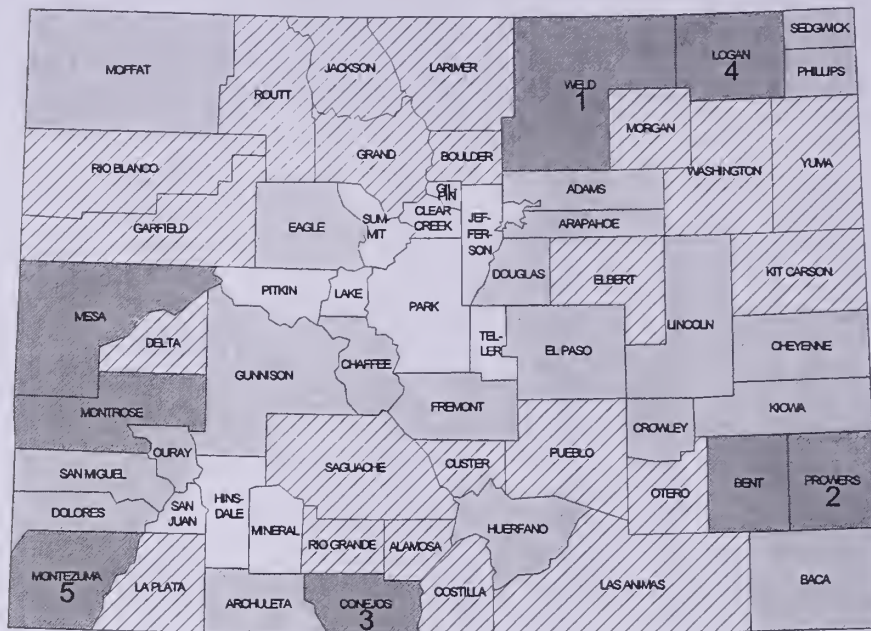 SEDGWICK
LOGAN
4
MOFFAT
JACKSON
LARIMER
PHILLIPS
ROUTT
WELD
1
MORGAN
RIO BLANCO
GRAND
BOULDER
WASHINGTON
YUMA
GIL-
PIN
ADAMS
CLEAR
CREEK
JEF-
FER-
SON
ARAPAHOE
GARFIELD
EAGLE
SUM-
MIT
DOUGLAS
ELBERT
KIT CARSON
PITKIN
LAKE
PARK
LINCOLN
MESA
DELTA
TEL-
LER
EL PASO
CHEYENNE
GUNNISON
CHAFFEE
MONTROSE
FREMONT
KIOWA
CROWLEY
OURAY
SAGUACHE
CUSTER
PUEBLO
SAN MIGUEL
OTERO
BENT
PROWERS
2
DOLORES
SAN
JUAN
HINS-
DALE
MINERAL
RIO GRANDE
ALAMOSA
HUERFANO
MONTEZUMA
5
LA PLATA
ARCHULETA
CONEJOS
3
COSTILLA
LAS ANIMAS
BACA